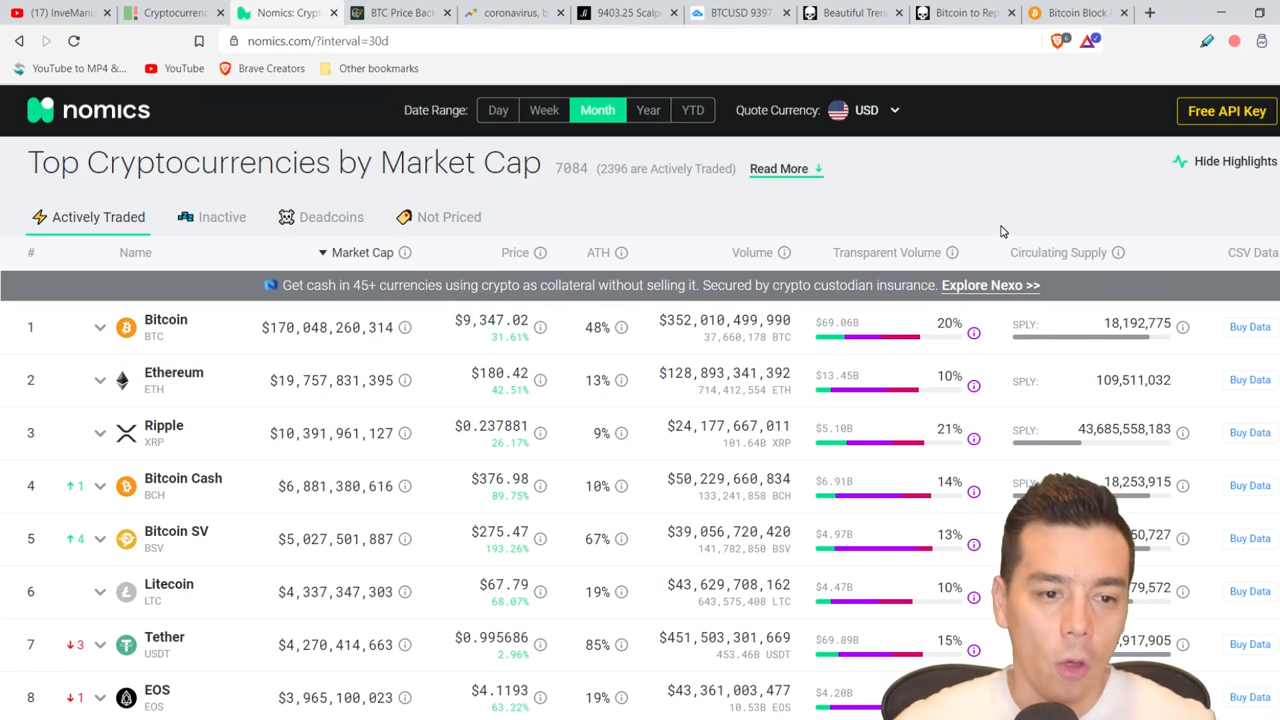 (17) InveMania
Cryptocurrenc
Nomics: Crypt
BTC Price Back
coronavirus, b
9403.25 Scalp
BTCUSD 9397
Beautiful Tren
Bitcoin to Rep
Bitcoin Block
nomics.com/?interval=30d
6
YouTube to MP4 &...
YouTube
Brave Creators
Other bookmarks
nomics
Date Range:
Day
Week
Month
Year
YTD
Quote Currency:
USD
Free API Key
Top Cryptocurrencies by Market Cap
7084
(2396 are Actively Traded)
Read More
Hide Highlights
Actively Traded
Inactive
Deadcoins
Not Priced
#
Name
Market Cap
Price
ATH
Volume
Transparent Volume
Circulating Supply
CSV Data
Get cash in 45+ currencies using crypto as collateral without selling it. Secured by crypto custodian insurance. Explore Nexo >>
1
Bitcoin
BTC
$170,048,260,314
$9,347.02
31.61%
48%
$352,010,499,990
37,660,178 BTC
$69.06B
20%
SPLY:
18,192,775
Buy Data
2
Ethereum
ETH
$19,757,831,395
$180.42
42.51%
13%
$128,893,341,392
714,412,554 ETH
$13.45B
10%
SPLY:
109,511,032
Buy Data
3
Ripple
XRP
$10,391,961,127
$0.237881
26.17%
9%
$24,177,667,011
101.64B XRP
$5.10B
21%
SPLY:
43,685,558,183
Buy Data
4
1
Bitcoin Cash
BCH
$6,881,380,616
$376.98
89.75%
10%
$50,229,660,834
133,241,858 BCH
$6.91B
14%
SPLY:
18,253,915
Buy Data
5
4
Bitcoin SV
BSV
$5,027,501,887
$275.47
193.26%
67%
$39,056,720,420
141,782,850 BSV
$4.97B
13%
50,727
Buy Data
6
Litecoin
LTC
$4,337,347,303
$67.79
68.07%
19%
$43,629,708,162
643,575,408 LTC
$4.47B
10%
79,572
Buy Data
7
3
Tether
USDT
$4,270,414,663
$0.995686
2.96%
85%
$451,503,301,669
453.46B USDT
$69.89B
15%
917,905
Buy Data
8
1
EOS
EOS
$3,965,100,023
$4.1193
63.22%
19%
$43,361,003,477
10.53B EOS
$4.20B
Buy Data